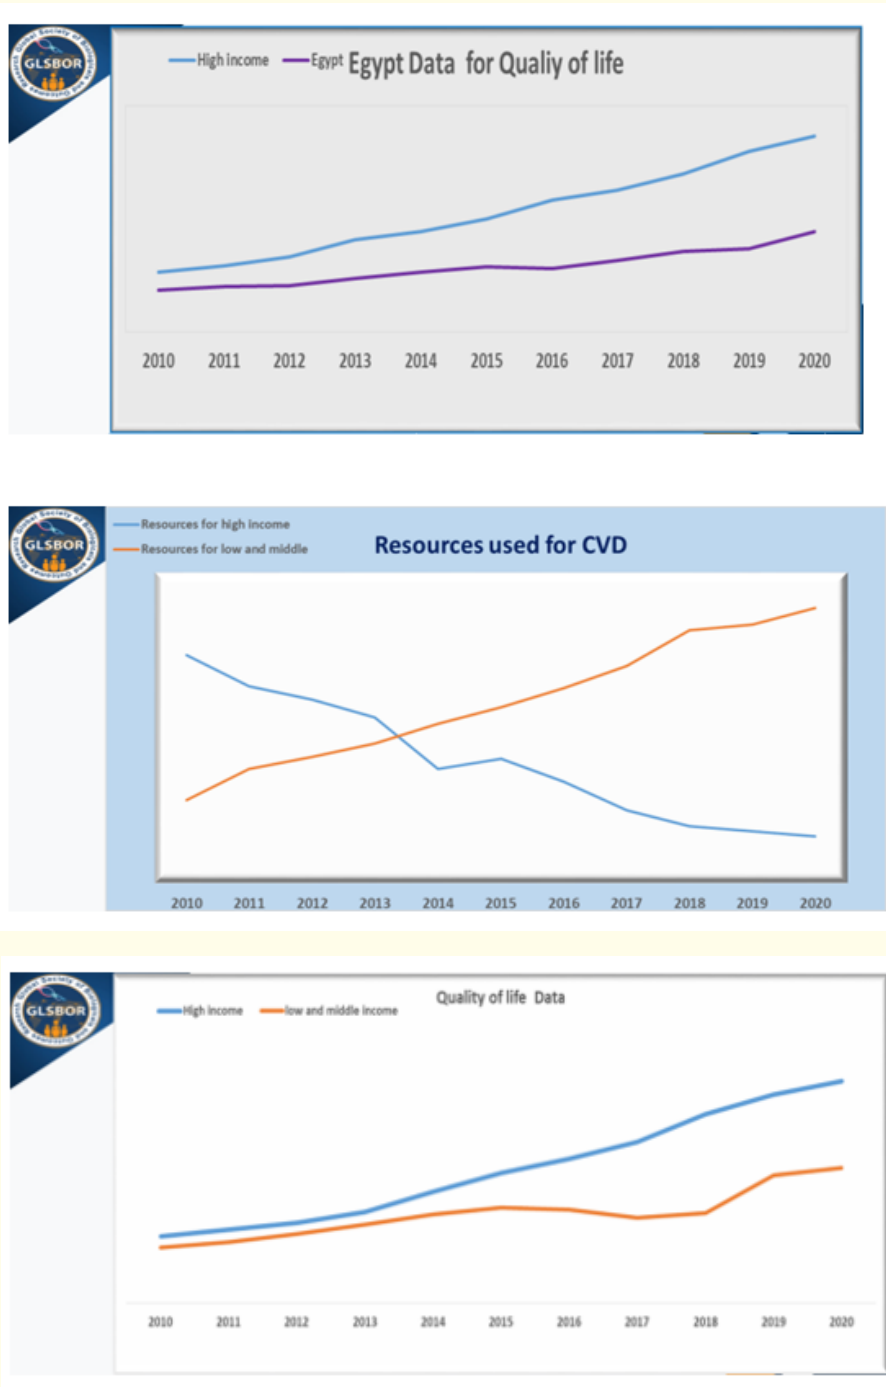 GLSBOR
High income Egypt Egypt Data for Qualiy of life
2010 2011 2012 2013 2014 2015 2016 2017 2018 2019 2020
GLSBOR
Resources for high income
Resources for low and middle
Resources used for CVD
2010 2011 2012 2013 2014 2015 2016 2017 2018 2019 2020
GLSBOR
Quality of life Data
High income low and middle income
2010 2011 2012 2013 2014 2015 2016 2017 2018 2019 2020